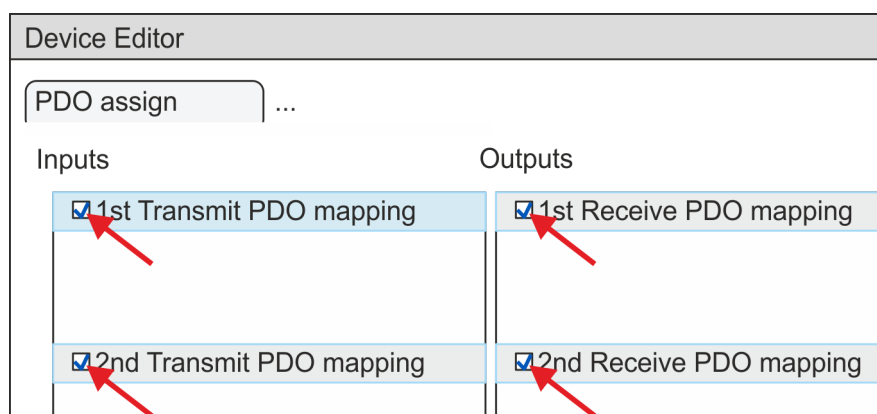 Device Editor
PDO assign ...
Inputs Outputs
1st Transmit PDO mapping 1st Receive PDO mapping
2nd Transmit PDO mapping 2nd Receive PDO mapping